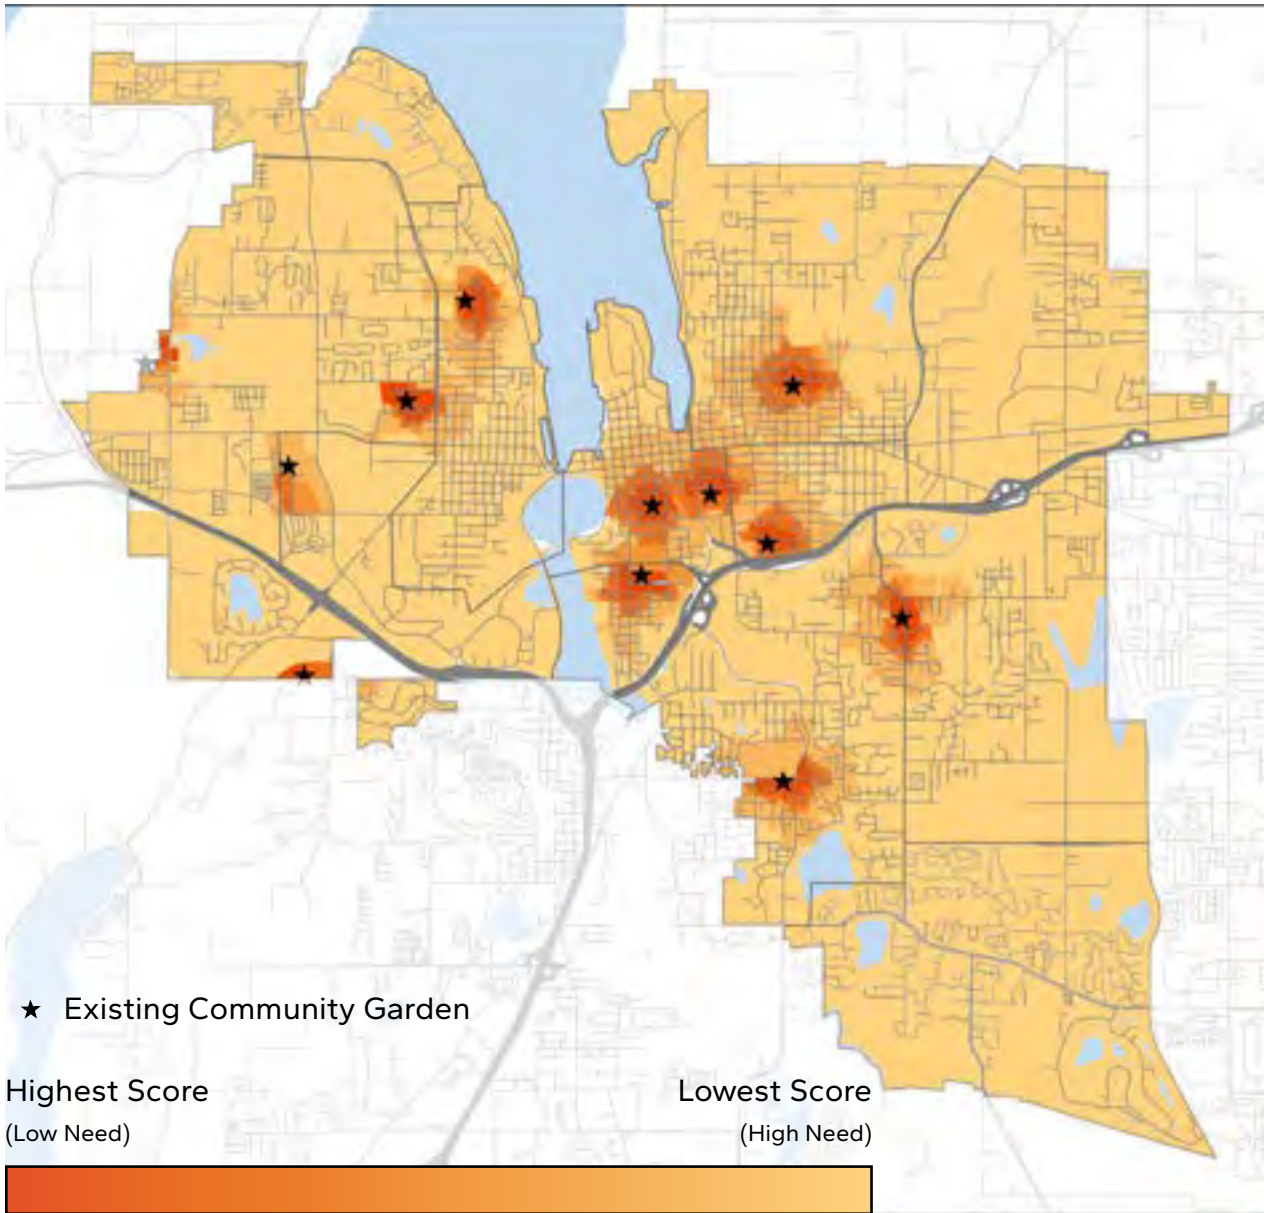 ★ Existing Community Garden
Highest Score
(Low Need)
Lowest Score
(High Need)